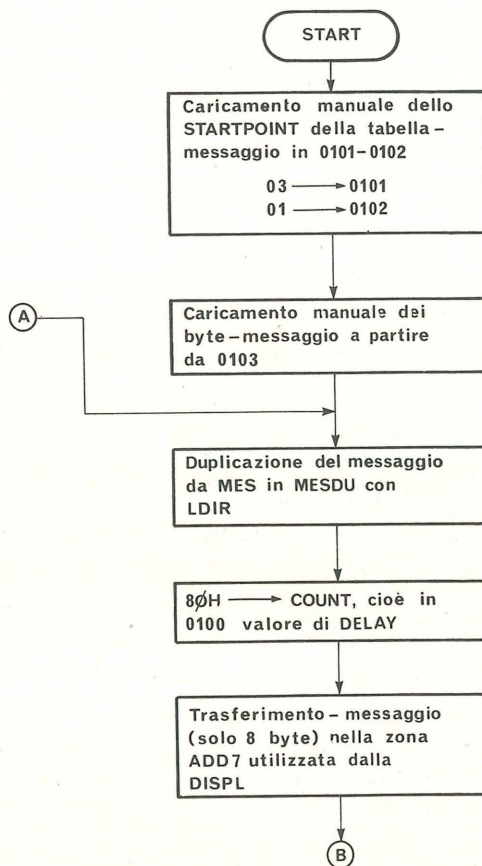 START
Caricamento manuale dello
STARTPOINT della tabella-
messaggio in 0101-0102
03 → 0101
01 → 0102
A
Caricamento manuale dei
byte-messaggio a partire
da 0103
Duplicazione del messaggio
da MES in MESDU con
LDIR
8ØH → COUNT, cioè in
0100 valore di DELAY
Trasferimento-messaggio
(solo 8 byte) nella zona
ADD7 utilizzata dalla
DISPL
B